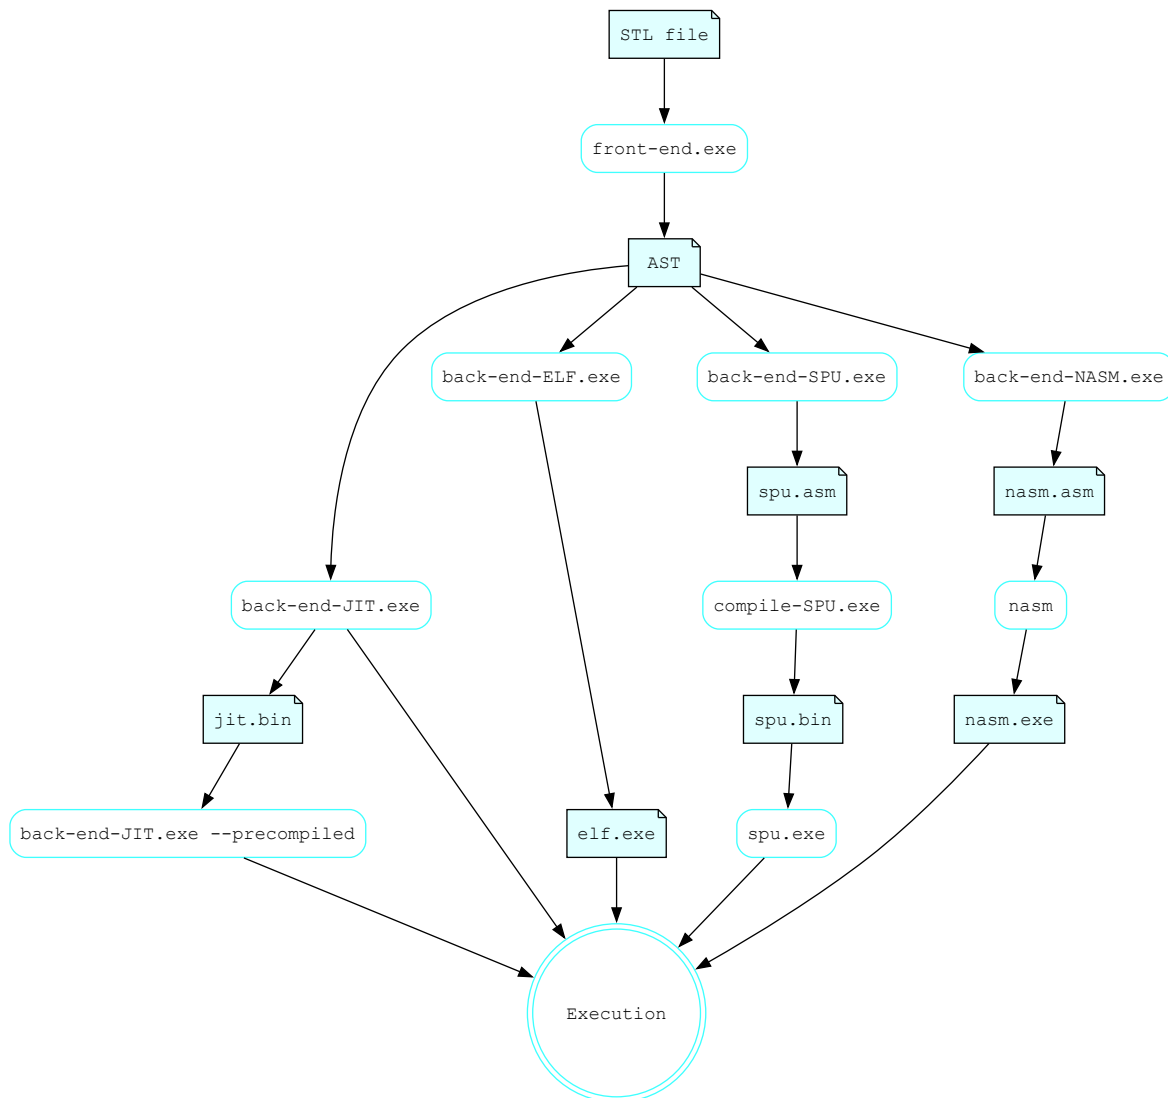 STL file
front-end.exe
AST
back-end-ELF.exe
back-end-SPU.exe
back-end-NASM.exe
spu.asm
nasm.asm
back-end-JIT.exe
compile-SPU.exe
nasm
jit.bin
spu.bin
nasm.exe
back-end-JIT.exe --precompiled
elf.exe
spu.exe
Execution